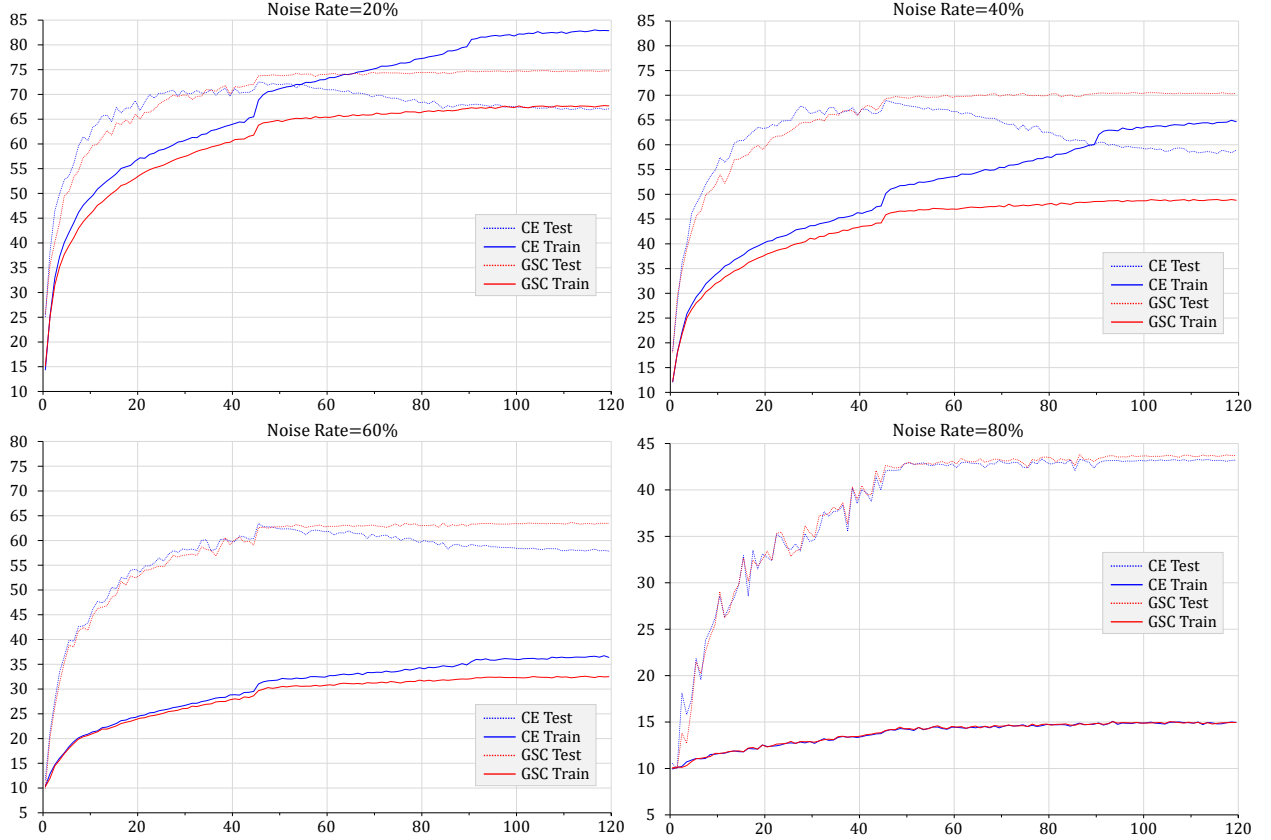 Noise Rate=20%
85
80
75
70
65
60
55
50
45
40
35
30
25
20
15
10
0 20 40 60 80 100 120
CE Test
CE Train
GSC Test
GSC Train
Noise Rate=40%
85
80
75
70
65
60
55
50
45
40
35
30
25
20
15
10
0 20 40 60 80 100 120
CE Test
CE Train
GSC Test
GSC Train
Noise Rate=60%
80
75
70
65
60
55
50
45
40
35
30
25
20
15
10
5
0 20 40 60 80 100 120
CE Test
CE Train
GSC Test
GSC Train
Noise Rate=80%
45
40
35
30
25
20
15
10
5
0 20 40 60 80 100 120
CE Test
CE Train
GSC Test
GSC Train